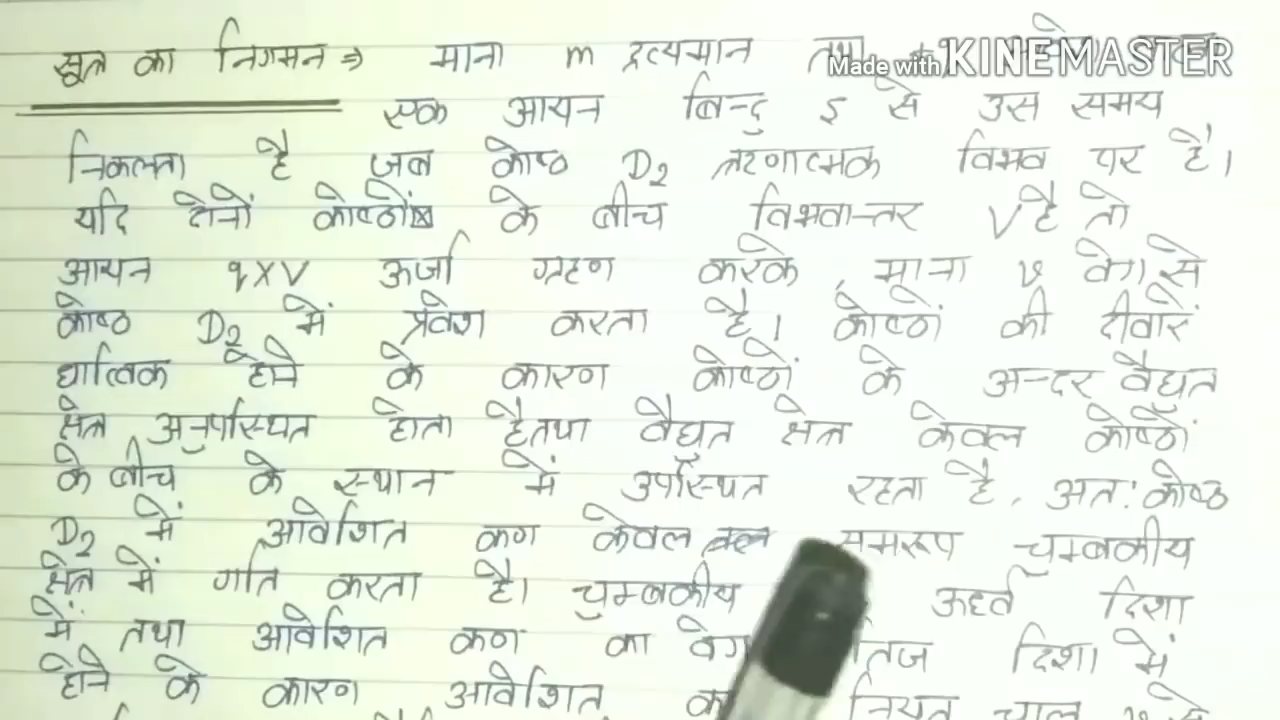 सूत्र का निगमन ⇒ माना m द्रव्यमान तथा
Made with KINEMASTER
एक आयन बिन्दु S से उस समय
निकलता है जब कोष्ठ D₂ ऋणात्मक विभव पर है।
यदि दोनों कोष्ठों के बीच विभवान्तर V है तो
आयन q×V ऊर्जा ग्रहण करके, माना v वेग से
कोष्ठ D₂ में प्रवेश करता है। कोष्ठों की दीवारें
धात्विक होने के कारण कोष्ठों के अन्दर वैद्युत
क्षेत्र अनुपस्थित होता है तथा वैद्युत क्षेत्र केवल कोष्ठों
के बीच के स्थान में उपस्थित रहता है, अतः कोष्ठ
D₂ में आवेशित कण केवल समरूप चुम्बकीय
क्षेत्र में गति करता है। चुम्बकीय ऊर्ध्व दिशा
में तथा आवेशित कण का वेग दिशा में
होने के कारण आवेशित नियत चाल